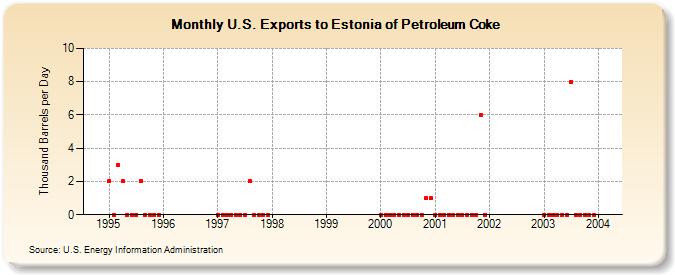 Monthly U.S. Exports to Estonia of Petroleum Coke
Thousand Barrels per Day
10
8
6
4
2
0
1995 1996 1997 1998 1999 2000 2001 2002 2003 2004
Source: U.S. Energy Information Administration